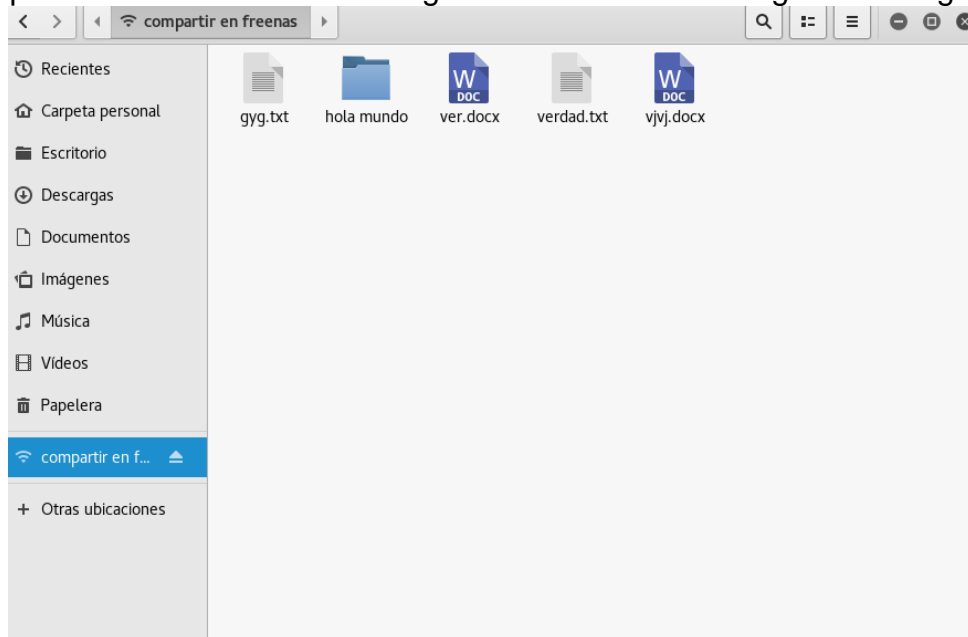 compartir en freenas
Recientes
Carpeta personal
Escritorio
Descargas
Documentos
Imágenes
Música
Vídeos
Papelera
compartir en f...
+ Otras ubicaciones
gyg.txt
hola mundo
W
DOC
ver.docx
verdad.txt
W
DOC
vjvj.docx